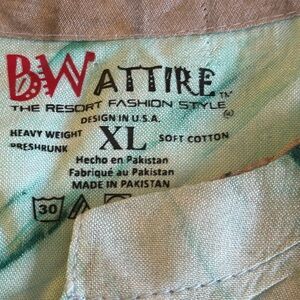 BW ATTIRE TM
THE RESORT FASHION STYLE ®
DESIGN IN U.S.A.
HEAVY WEIGHT XL SOFT COTTON
PRESHRUNK
Hecho en Pakistan
Fabriqué au Pakistan
MADE IN PAKISTAN
30